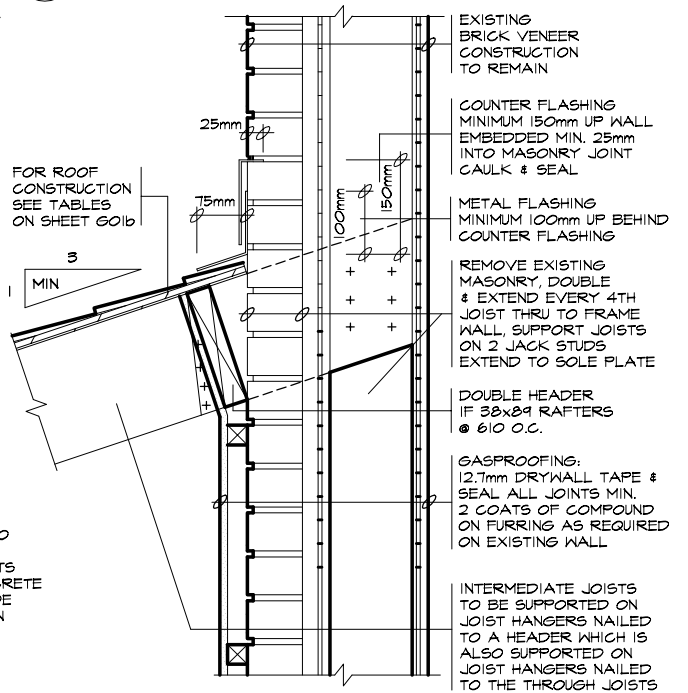 EXISTING
BRICK VENEER
CONSTRUCTION
TO REMAIN
COUNTER FLASHING
MINIMUM 150mm UP WALL
EMBEDDED MIN. 25mm
INTO MASONRY JOINT
CAULK & SEAL
METAL FLASHING
MINIMUM 100mm UP BEHIND
COUNTER FLASHING
REMOVE EXISTING
MASONRY, DOUBLE
& EXTEND EVERY 4TH
JOIST THRU TO FRAME
WALL, SUPPORT JOISTS
ON 2 JACK STUDS
EXTEND TO SOLE PLATE
DOUBLE HEADER
IF 38x89 RAFTERS
@ 610 O.C.
GASPROOFING:
12.7mm DRYWALL TAPE &
SEAL ALL JOINTS MIN.
2 COATS OF COMPOUND
ON FURRING AS REQUIRED
ON EXISTING WALL
INTERMEDIATE JOISTS
TO BE SUPPORTED ON
JOIST HANGERS NAILED
TO A HEADER WHICH IS
ALSO SUPPORTED ON
JOIST HANGERS NAILED
TO THE THROUGH JOISTS
25mm
75mm
100mm
150mm
FOR ROOF
CONSTRUCTION
SEE TABLES
ON SHEET G01b
3
1
MIN